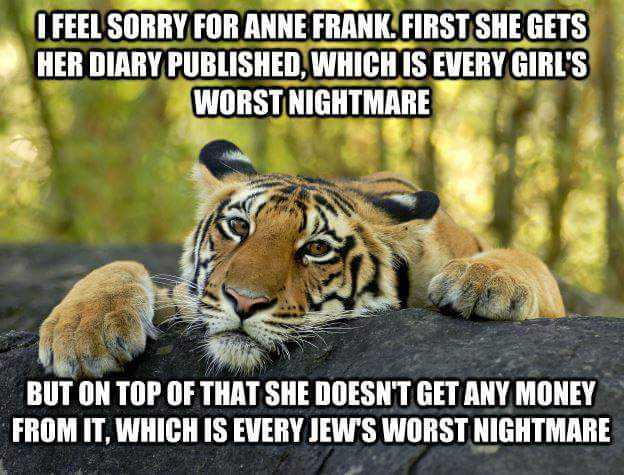 I FEEL SORRY FOR ANNE FRANK. FIRST SHE GETS
HER DIARY PUBLISHED, WHICH IS EVERY GIRL'S
WORST NIGHTMARE
BUT ON TOP OF THAT SHE DOESN'T GET ANY MONEY
FROM IT, WHICH IS EVERY JEW'S WORST NIGHTMARE